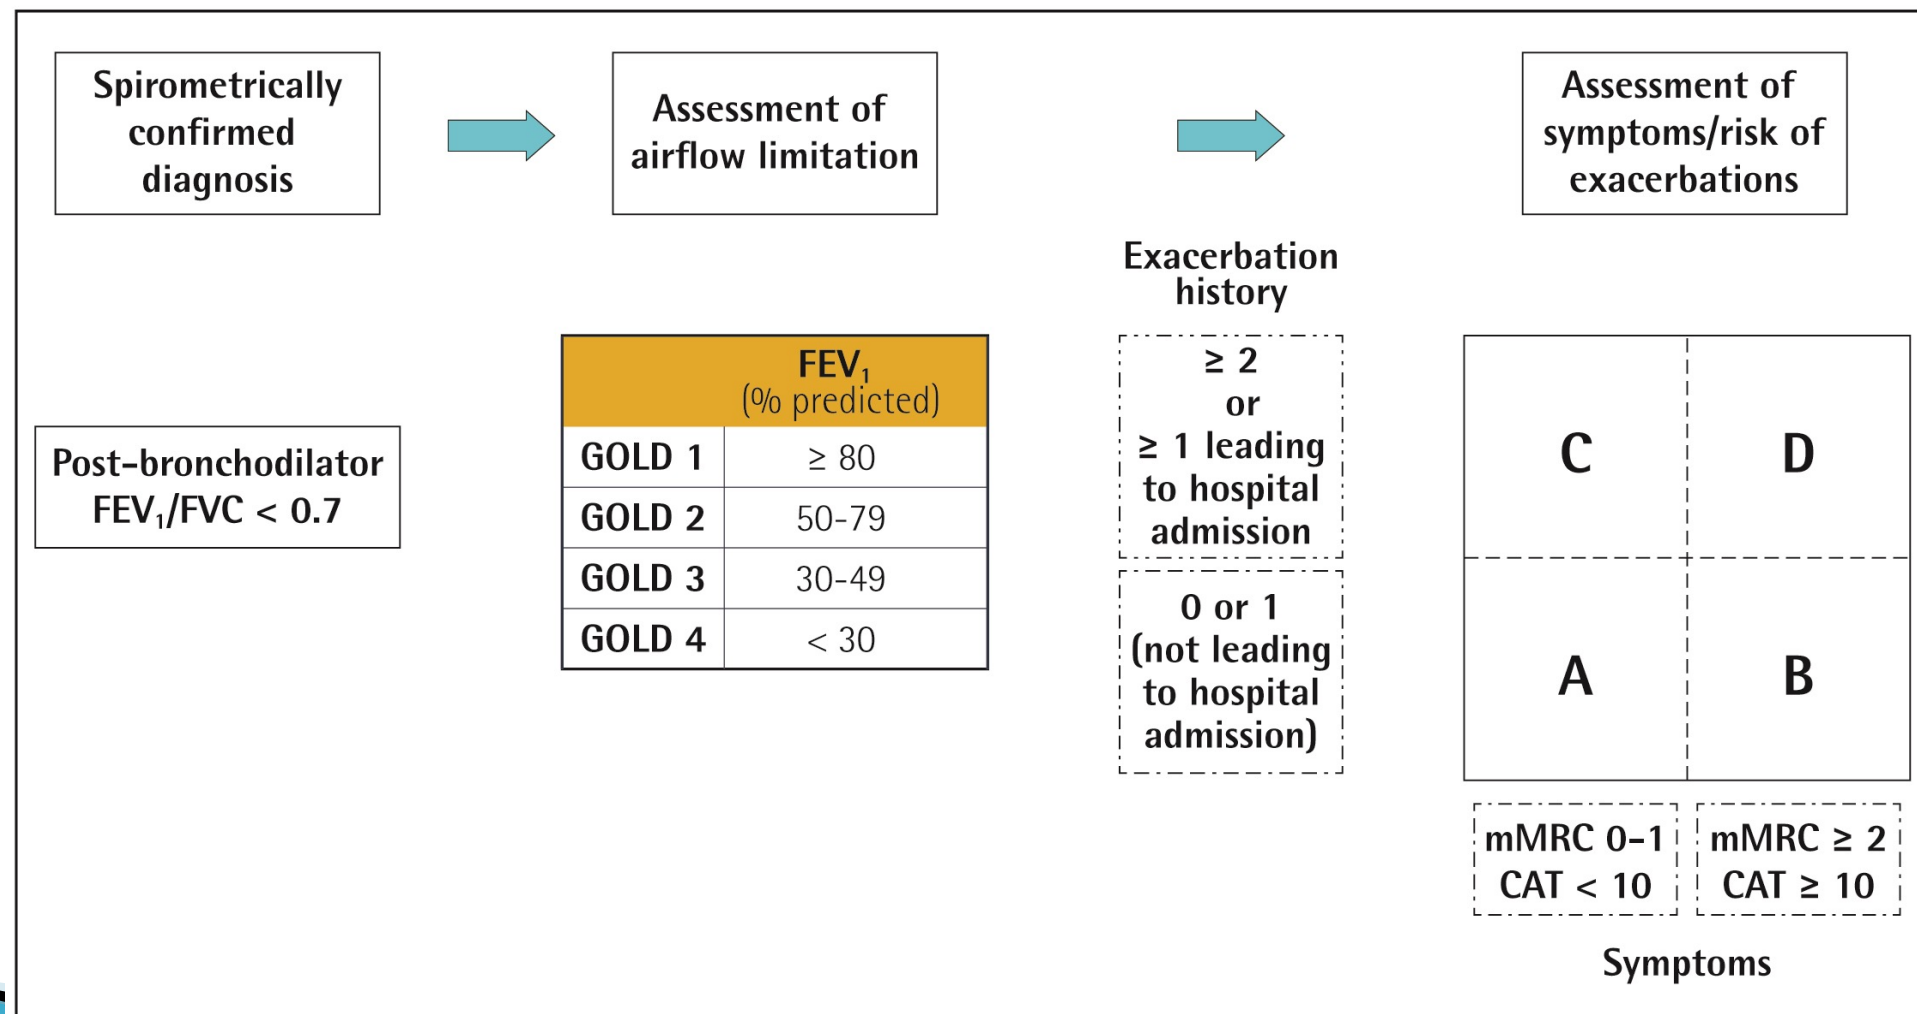 Spirometrically
confirmed
diagnosis
Assessment of
airflow limitation
Assessment of
symptoms/risk of
exacerbations
Post-bronchodilator
FEV₁/FVC < 0.7
FEV₁
(% predicted)
GOLD 1 ≥ 80
GOLD 2 50-79
GOLD 3 30-49
GOLD 4 < 30
Exacerbation
history
≥ 2
or
≥ 1 leading
to hospital
admission
0 or 1
(not leading
to hospital
admission)
C D
A B
mMRC 0-1
CAT < 10
mMRC ≥ 2
CAT ≥ 10
Symptoms